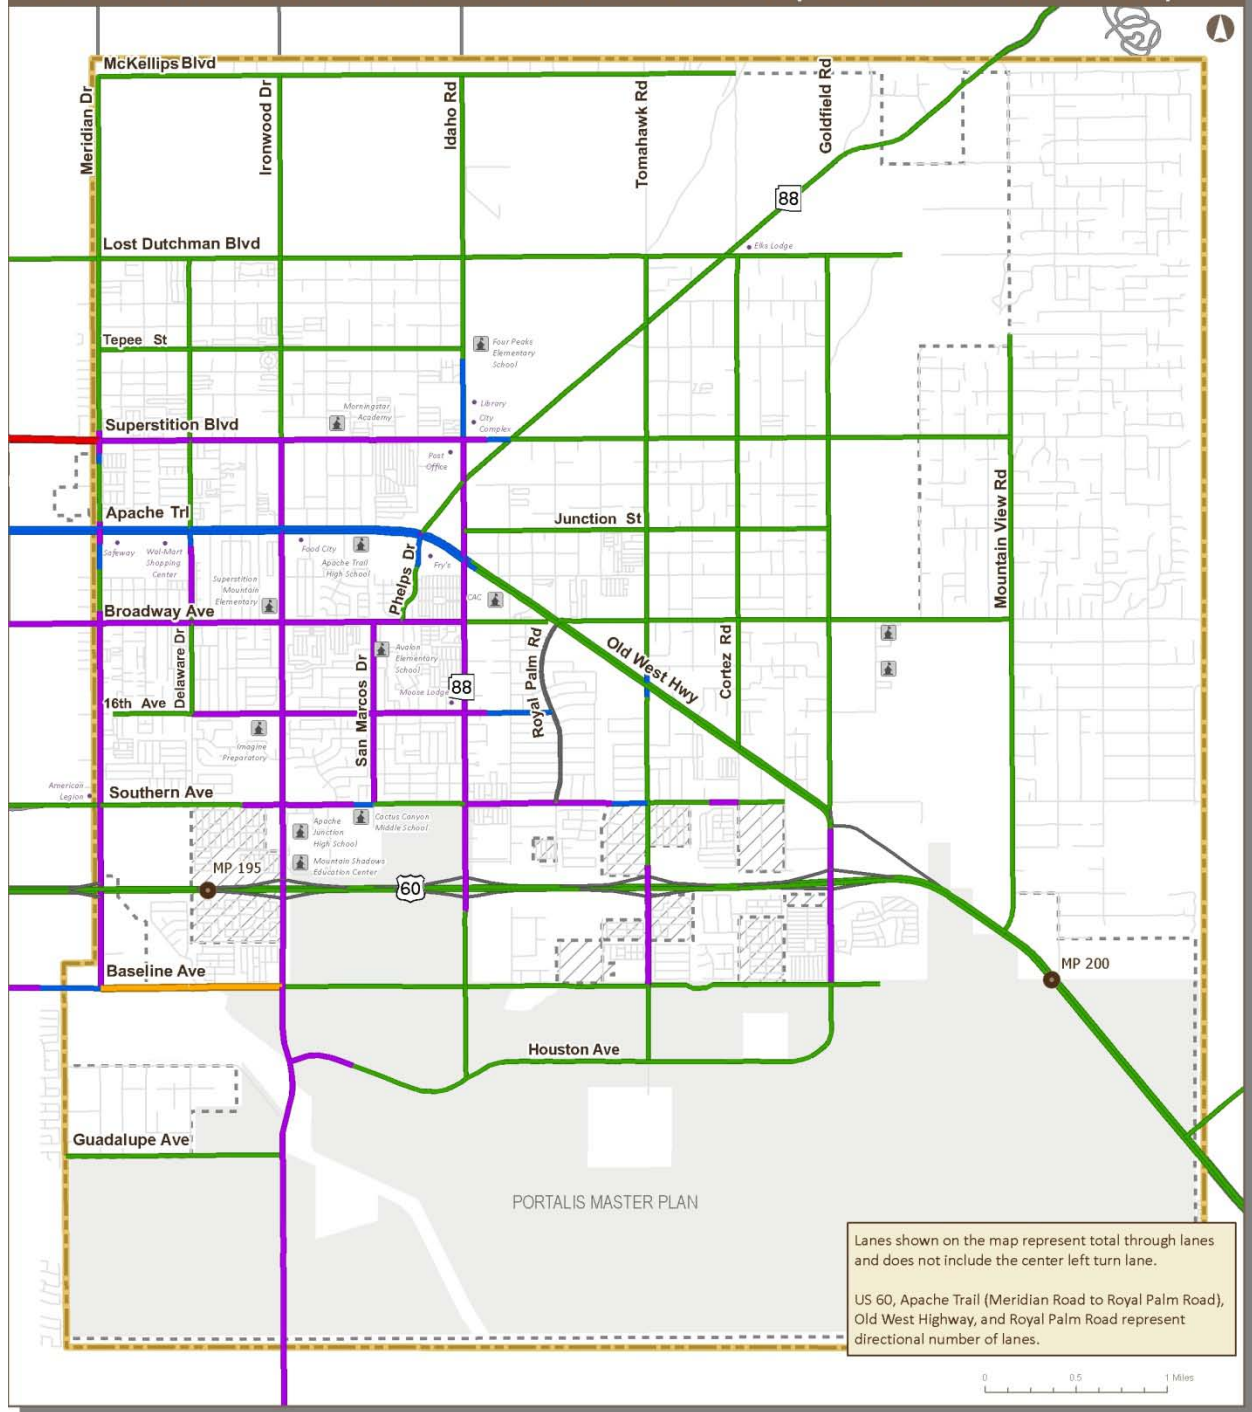 McKellips Blvd
Meridian Dr
Ironwood Dr
Idaho Rd
Tomahawk Rd
Goldfield Rd
88
Lost Dutchman Blvd
Elks Lodge
Tepee St
Four Peaks
Elementary
School
Morningstar
Academy
Library
City
Complex
Superstition Blvd
Post
Office
Mountain View Rd
Apache Trl
Junction St
Safeway
Wal-Mart
Shopping
Center
Food City
Apache Trail
High School
Phelps Dr
Fry's
Superstition
Mountain
Elementary
CAC
Broadway Ave
Delaware Dr
San Marcos Dr
Avalon
Elementary
School
Moose Lodge
88
Royal Palm Rd
Old West Hwy
Cortez Rd
16th Ave
Imagine
Preparatory
American
Legion
Southern Ave
Apache
Junction
High School
Cactus Canyon
Middle School
Mountain Shadows
Education Center
MP 195
60
MP 200
Baseline Ave
Houston Ave
Guadalupe Ave
PORTALIS MASTER PLAN
Lanes shown on the map represent total through lanes
and does not include the center left turn lane.
US 60, Apache Trail (Meridian Road to Royal Palm Road),
Old West Highway, and Royal Palm Road represent
directional number of lanes.
0 0.5 1 Miles